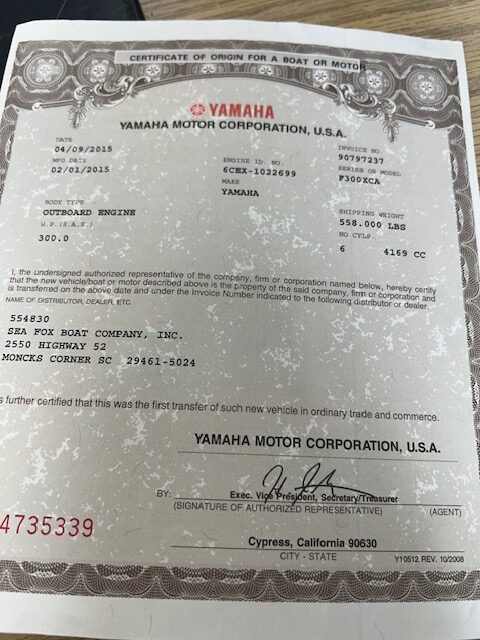 CERTIFICATE OF ORIGIN FOR A BOAT OR MOTOR
YAMAHA
YAMAHA MOTOR CORPORATION, U.S.A.
DATE
04/09/2015
MFG DATE
02/01/2015
ENGINE ID. NO.
6CEX-1022699
MAKE
YAMAHA
INVOICE NO.
90797237
SERIES OR MODEL
F300XCA
BODY TYPE
OUTBOARD ENGINE
H.P. (S.A.E.)
300.0
SHIPPING WEIGHT
558.000 LBS
NO CYLS.
6 4169 CC
I, the undersigned authorized representative of the company, firm or corporation named below, hereby certify
that the new vehicle/boat or motor described above is the property of the said company, firm or corporation and
is transferred on the above date and under the Invoice Number indicated to the following distributor or dealer.
NAME OF DISTRIBUTOR, DEALER, ETC.
554830
SEA FOX BOAT COMPANY, INC.
2550 HIGHWAY 52
MONCKS CORNER SC 29461-5024
s further certified that this was the first transfer of such new vehicle in ordinary trade and commerce.
YAMAHA MOTOR CORPORATION, U.S.A.
BY:
Exec. Vice President, Secretary/Treasurer
(SIGNATURE OF AUTHORIZED REPRESENTATIVE) (AGENT)
4735339
Cypress, California 90630
CITY - STATE
Y10512 REV. 10/2008